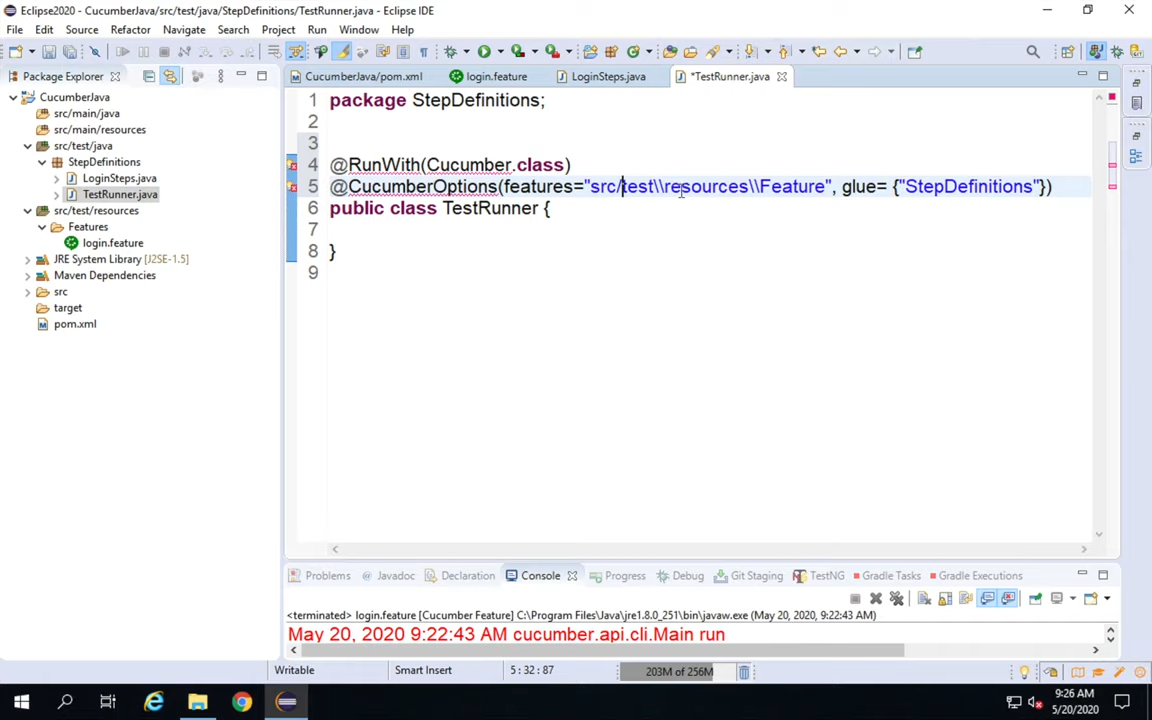 Eclipse2020 - CucumberJava/src/test/java/StepDefinitions/TestRunner.java - Eclipse IDE
File Edit Source Refactor Navigate Search Project Run Window Help
Package Explorer
CucumberJava/pom.xml login.feature LoginSteps.java *TestRunner.java
CucumberJava
src/main/java
src/main/resources
src/test/java
StepDefinitions
LoginSteps.java
TestRunner.java
src/test/resources
Features
login.feature
JRE System Library [J2SE-1.5]
Maven Dependencies
src
target
pom.xml
1 package StepDefinitions;
2
3
4 @RunWith(Cucumber.class)
5 @CucumberOptions(features="src/test\\resources\\Feature", glue= {"StepDefinitions"})
6 public class TestRunner {
7
8 }
9
Problems Javadoc Declaration Console Progress Debug Git Staging TestNG Gradle Tasks Gradle Executions
<terminated> login.feature [Cucumber Feature] C:\Program Files\Java\jre1.8.0_251\bin\javaw.exe (May 20, 2020 9:22:43 AM)
May 20, 2020 9:22:43 AM cucumber.api.cli.Main run
Writable Smart Insert 5 : 32 : 87 203M of 256M
9:26 AM
5/20/2020